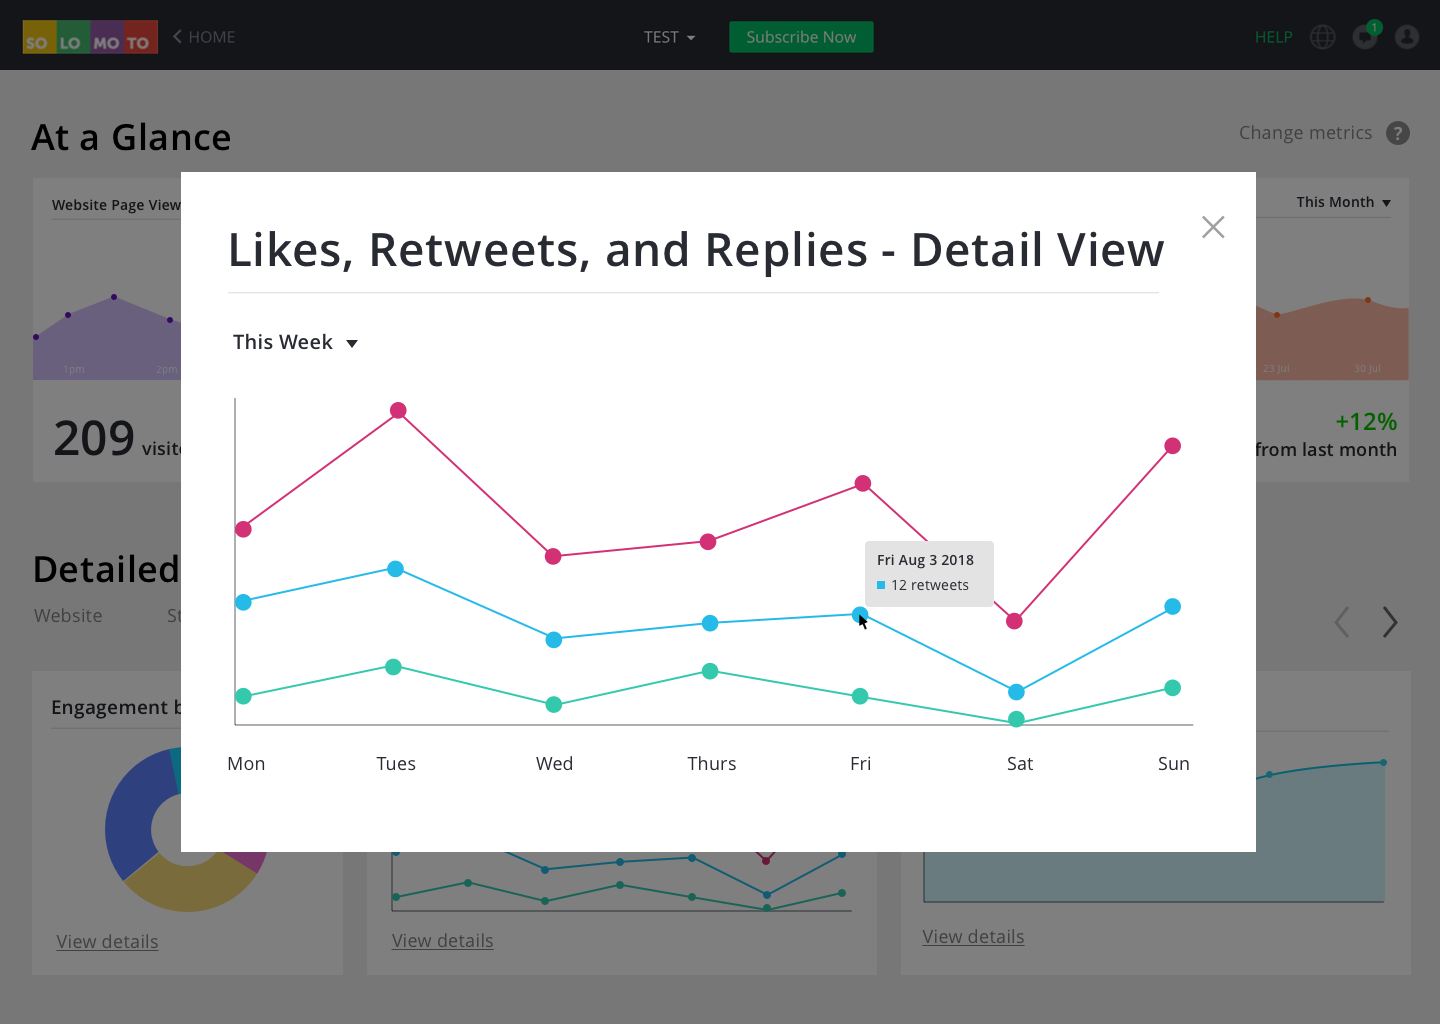 SO LO MO TO
HOME
TEST
Subscribe Now
HELP
1
At a Glance
Change metrics
?
Website Page View
This Month
Likes, Retweets, and Replies - Detail View
This Week
1pm
2pm
23 Jul
30 Jul
209
+12%
from last month
Fri Aug 3 2018
12 retweets
Detailed
Website
Engagement
Mon
Tues
Wed
Thurs
Fri
Sat
Sun
View details
View details
View details